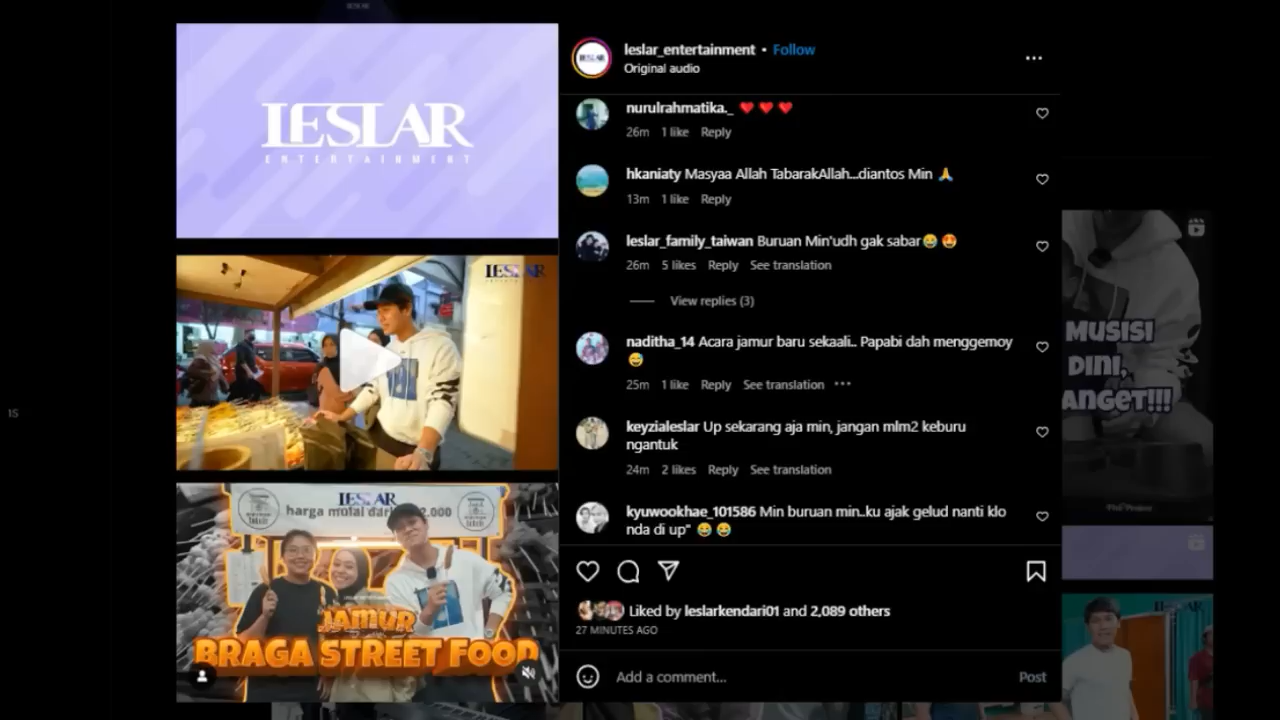 LESLAR
ENTERTAINMENT
LESLAR
LESLAR
harga mulai dari 2.000
JAMUR
BRAGA STREET FOOD
leslar_entertainment • Follow
Original audio
nurulrahmatika._ ❤️ ❤️ ❤️
26m 1 like Reply
hkaniaty Masyaa Allah TabarakAllah...diantos Min 🙏
13m 1 like Reply
leslar_family_taiwan Buruan Min'udh gak sabar😂 🤩
26m 5 likes Reply See translation
View replies (3)
naditha_14 Acara jamur baru sekaali.. Papabi dah menggemoy
😅
25m 1 like Reply See translation •••
keyzialeslar Up sekarang aja min, jangan mlm2 keburu
ngantuk
24m 2 likes Reply See translation
kyuwookhae_101586 Min buruan min..ku ajak gelud nanti klo
nda di up" 😂 😂
Liked by leslarkendari01 and 2,089 others
27 MINUTES AGO
Add a comment...
Post
MUSISI
DINI,
ANGET!!!
LESLAR